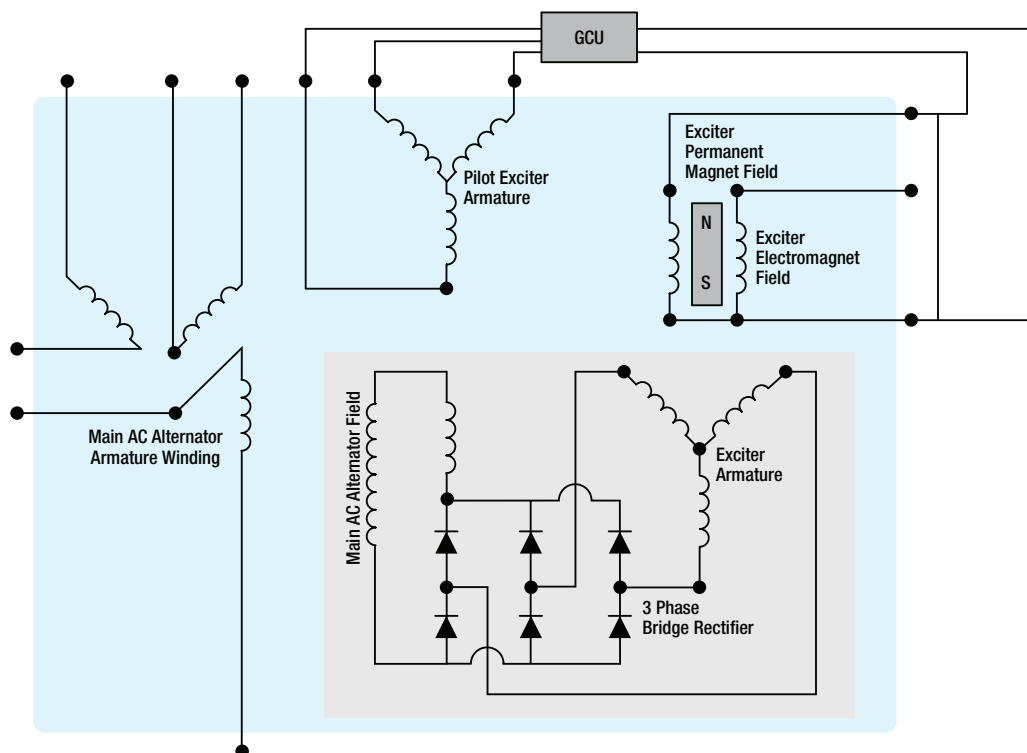 GCU
Exciter
Permanent
Magnet Field
Pilot Exciter
Armature
N
S
Exciter
Electromagnet
Field
Main AC Alternator
Armature Winding
Main AC Alternator Field
Exciter
Armature
3 Phase
Bridge Rectifier